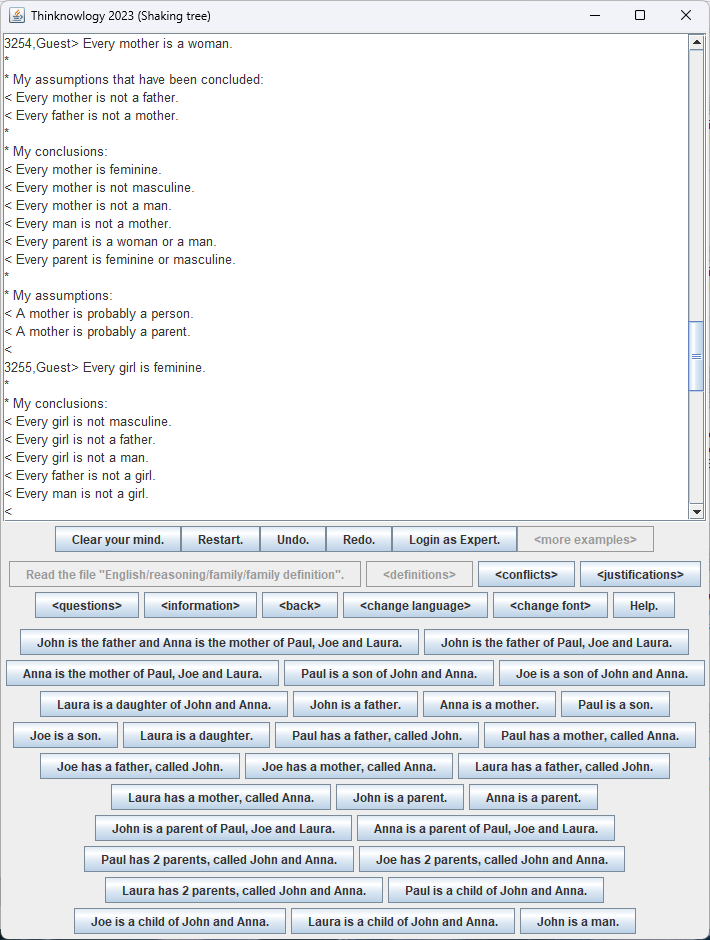 Thinknowlogy 2023 (Shaking tree)
3254,Guest> Every mother is a woman.
*
* My assumptions that have been concluded:
< Every mother is not a father.
< Every father is not a mother.
*
* My conclusions:
< Every mother is feminine.
< Every mother is not masculine.
< Every mother is not a man.
< Every man is not a mother.
< Every parent is a woman or a man.
< Every parent is feminine or masculine.
*
* My assumptions:
< A mother is probably a person.
< A mother is probably a parent.
<
3255,Guest> Every girl is feminine.
*
* My conclusions:
< Every girl is not masculine.
< Every girl is not a father.
< Every girl is not a man.
< Every father is not a girl.
< Every man is not a girl.
<
Clear your mind. Restart. Undo. Redo. Login as Expert. <more examples>
Read the file "English/reasoning/family/family definition". <definitions> <conflicts> <justifications>
<questions> <information> <back> <change language> <change font> Help.
John is the father and Anna is the mother of Paul, Joe and Laura. John is the father of Paul, Joe and Laura.
Anna is the mother of Paul, Joe and Laura. Paul is a son of John and Anna. Joe is a son of John and Anna.
Laura is a daughter of John and Anna. John is a father. Anna is a mother. Paul is a son.
Joe is a son. Laura is a daughter. Paul has a father, called John. Paul has a mother, called Anna.
Joe has a father, called John. Joe has a mother, called Anna. Laura has a father, called John.
Laura has a mother, called Anna. John is a parent. Anna is a parent.
John is a parent of Paul, Joe and Laura. Anna is a parent of Paul, Joe and Laura.
Paul has 2 parents, called John and Anna. Joe has 2 parents, called John and Anna.
Laura has 2 parents, called John and Anna. Paul is a child of John and Anna.
Joe is a child of John and Anna. Laura is a child of John and Anna. John is a man.